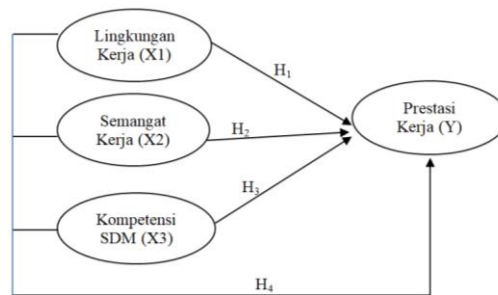 Lingkungan
Kerja (X1)
H₁
Prestasi
Kerja (Y)
Semangat
Kerja (X2)
H₂
H₃
Kompetensi
SDM (X3)
H₄